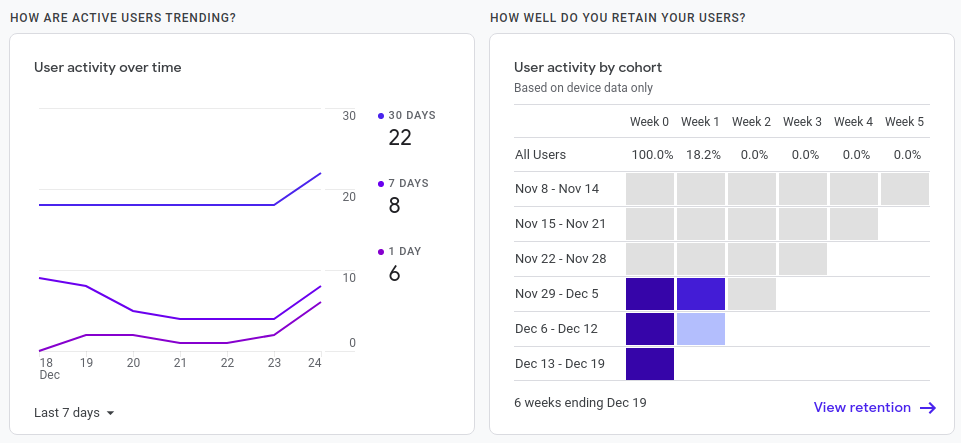 HOW ARE ACTIVE USERS TRENDING?
User activity over time
30
20
10
0
18 19 20 21 22 23 24
Dec
30 DAYS
22
7 DAYS
8
1 DAY
6
Last 7 days
HOW WELL DO YOU RETAIN YOUR USERS?
User activity by cohort
Based on device data only
Week 0 Week 1 Week 2 Week 3 Week 4 Week 5
All Users 100.0% 18.2% 0.0% 0.0% 0.0% 0.0%
Nov 8 - Nov 14
Nov 15 - Nov 21
Nov 22 - Nov 28
Nov 29 - Dec 5
Dec 6 - Dec 12
Dec 13 - Dec 19
6 weeks ending Dec 19
View retention